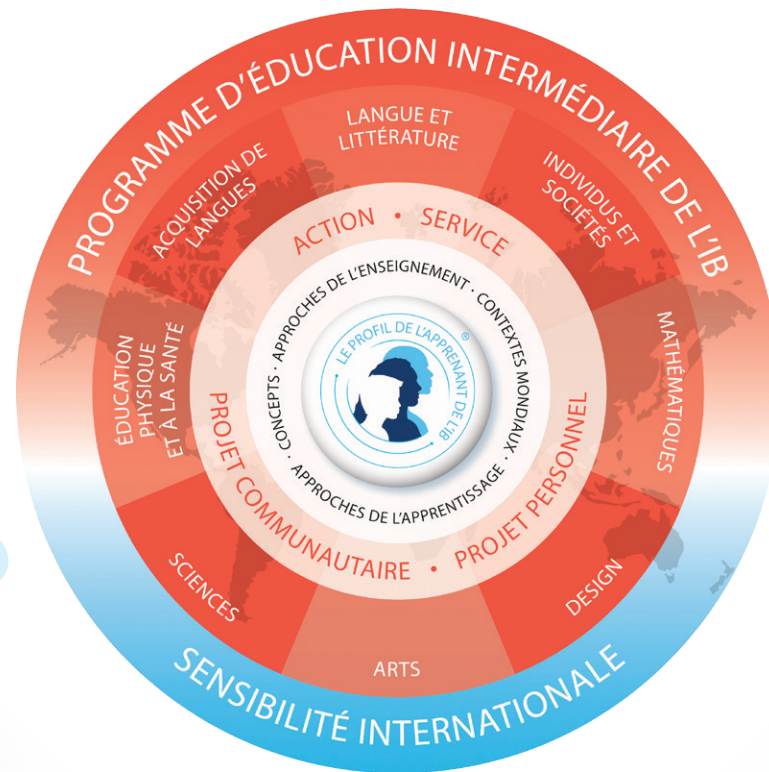 PROGRAMME D'ÉDUCATION INTERMÉDIAIRE DE L'IB
LANGUE ET
LITTÉRATURE
INDIVIDUS ET
SOCIÉTÉS
MATHÉMATIQUES
DESIGN
ARTS
SCIENCES
ÉDUCATION
PHYSIQUE
ET À LA SANTÉ
ACQUISITION DE
LANGUES
ACTION • SERVICE
PROJET COMMUNAUTAIRE • PROJET PERSONNEL
APPROCHES DE L'ENSEIGNEMENT · CONTEXTES MONDIAUX ·
APPROCHES DE L'APPRENTISSAGE · CONCEPTS ·
LE PROFIL DE L'APPRENANT DE L'IB
®
SENSIBILITÉ INTERNATIONALE